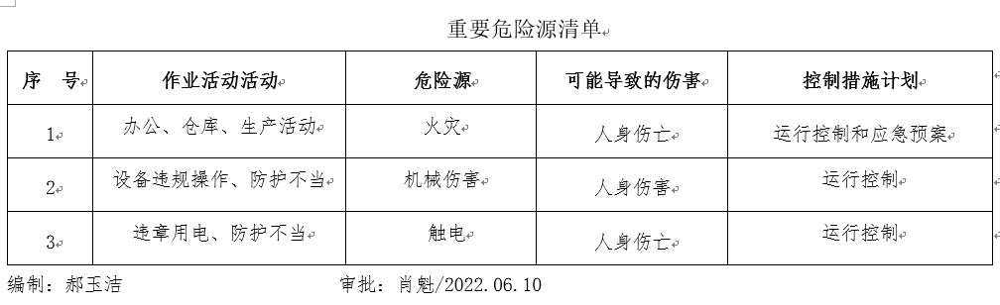 重要危险源清单
序 号 作业活动活动 危险源 可能导致的伤害 控制措施计划
1 办公、仓库、生产活动 火灾 人身伤亡 运行控制和应急预案
2 设备违规操作、防护不当 机械伤害 人身伤害 运行控制
3 违章用电、防护不当 触电 人身伤亡 运行控制
编制：郝玉洁 审批：肖魁/2022.06.10